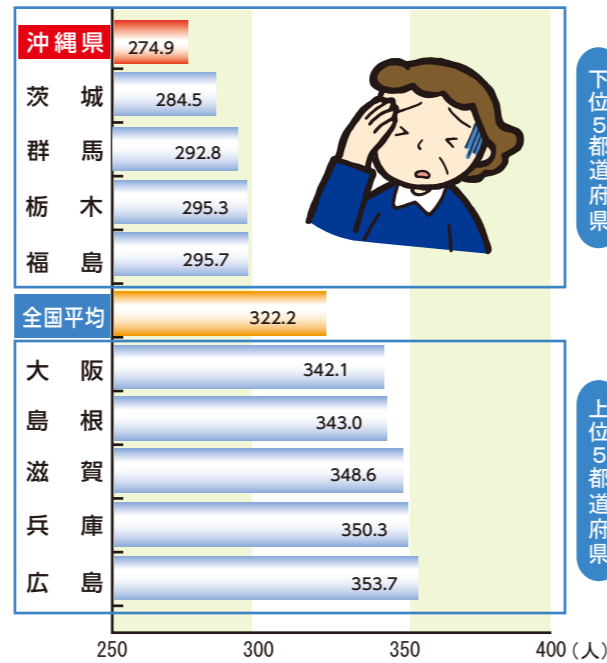 沖縄県 274.9
茨城 284.5
群馬 292.8
栃木 295.3
福島 295.7
下位5都道府県
全国平均 322.2
大阪 342.1
島根 343.0
滋賀 348.6
兵庫 350.3
広島 353.7
上位5都道府県
250 300 350 400(人)